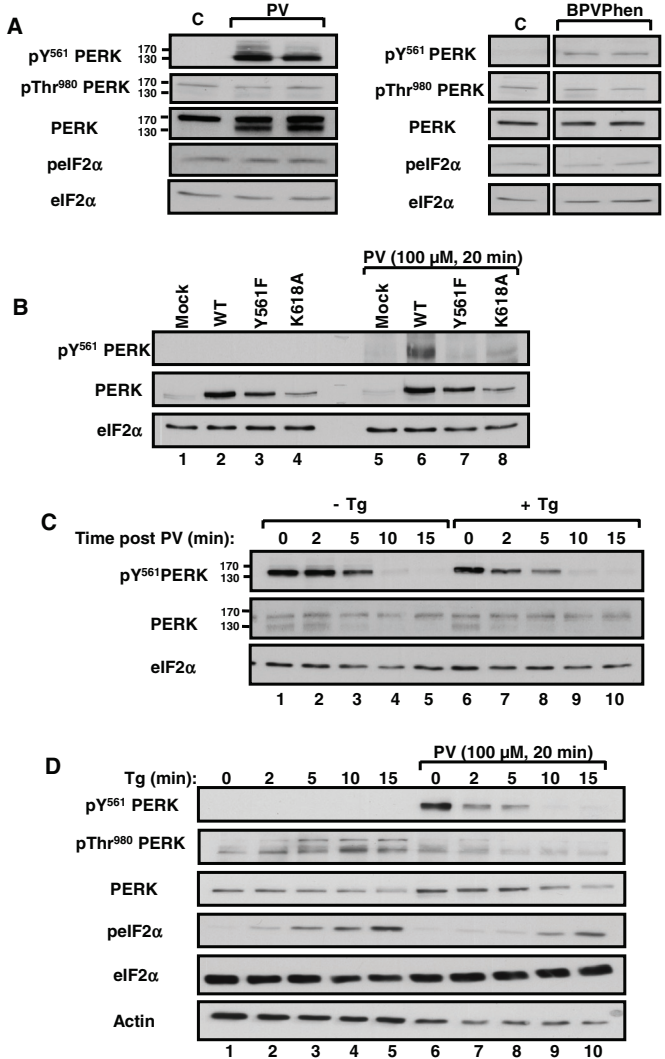 A
C PV
pY⁵⁶¹ PERK 170 130
pThr⁹⁸⁰ PERK 170 130
PERK 170 130
peIF2α
eIF2α
C BPVPhen
pY⁵⁶¹ PERK
pThr⁹⁸⁰ PERK
PERK
peIF2α
eIF2α
B
PV (100 µM, 20 min)
Mock WT Y561F K618A Mock WT Y561F K618A
pY⁵⁶¹ PERK
PERK
eIF2α
1 2 3 4 5 6 7 8
C
- Tg + Tg
Time post PV (min): 0 2 5 10 15 0 2 5 10 15
pY⁵⁶¹PERK 170 130
PERK 170 130
eIF2α
1 2 3 4 5 6 7 8 9 10
D
PV (100 µM, 20 min)
Tg (min): 0 2 5 10 15 0 2 5 10 15
pY⁵⁶¹ PERK
pThr⁹⁸⁰ PERK
PERK
peIF2α
eIF2α
Actin
1 2 3 4 5 6 7 8 9 10